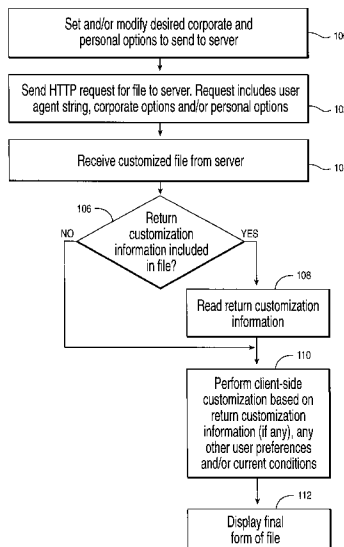 Set and/or modify desired corporate and
personal options to send to server
Send HTTP request for file to server. Request includes user
agent string, corporate options and/or personal options
Receive customized file from server
106
Return
customization
information included
in file?
NO
YES
108
Read return customization
information
110
Perform client-side
customization based on
return customization
information (if any), any
other user preferences
and/or current conditions
112
Display final
form of file